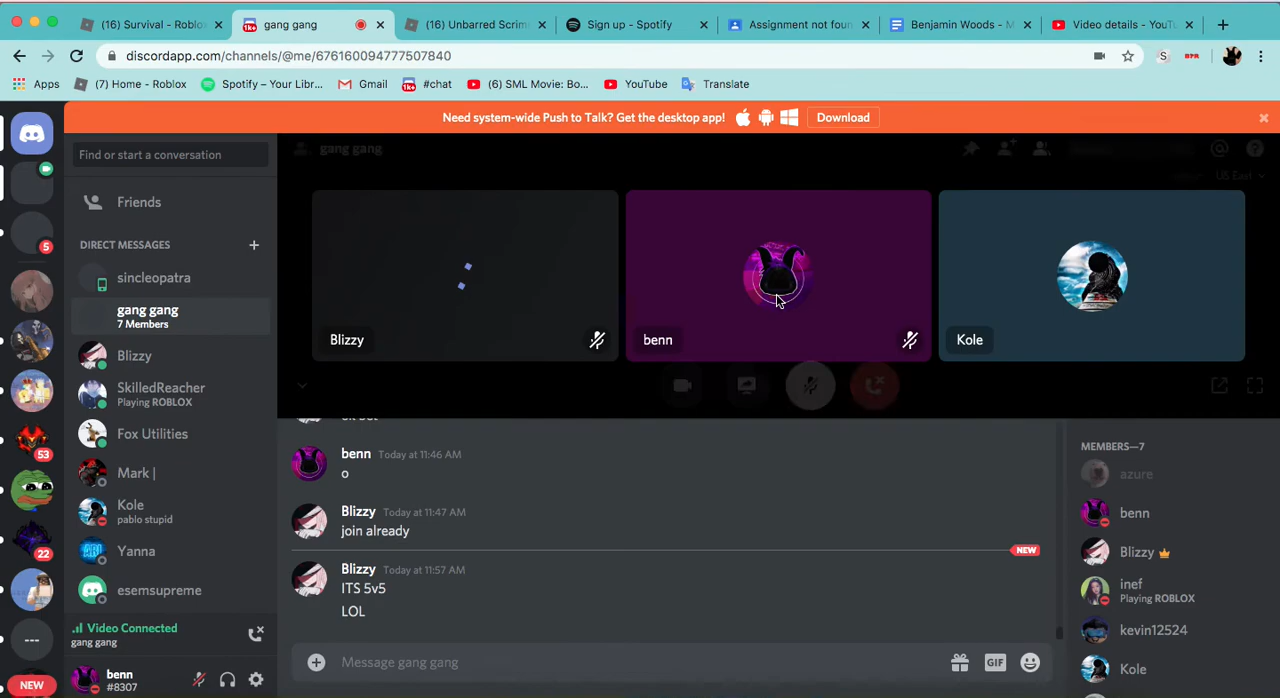 (16) Survival - Roblox
gang gang
(16) Unbarred Scrim
Sign up - Spotify
Assignment not foun
Benjamin Woods - M
Video details - YouT
discordapp.com/channels/@me/676160094777507840
Apps
(7) Home - Roblox
Spotify – Your Libr...
Gmail
#chat
(6) SML Movie: Bo...
YouTube
Translate
Need system-wide Push to Talk? Get the desktop app!
Download
Find or start a conversation
gang gang
US East
Friends
DIRECT MESSAGES
sincleopatra
gang gang
7 Members
Blizzy
SkilledReacher
Playing ROBLOX
Fox Utilities
Mark |
Kole
pablo stupid
Yanna
esemsupreme
Video Connected
gang gang
benn
#8307
5
53
22
NEW
Blizzy
benn
Kole
benn Today at 11:46 AM
o
Blizzy Today at 11:47 AM
join already
NEW
Blizzy Today at 11:57 AM
ITS 5v5
LOL
Message gang gang
GIF
MEMBERS—7
azure
benn
Blizzy
inef
Playing ROBLOX
kevin12524
Kole